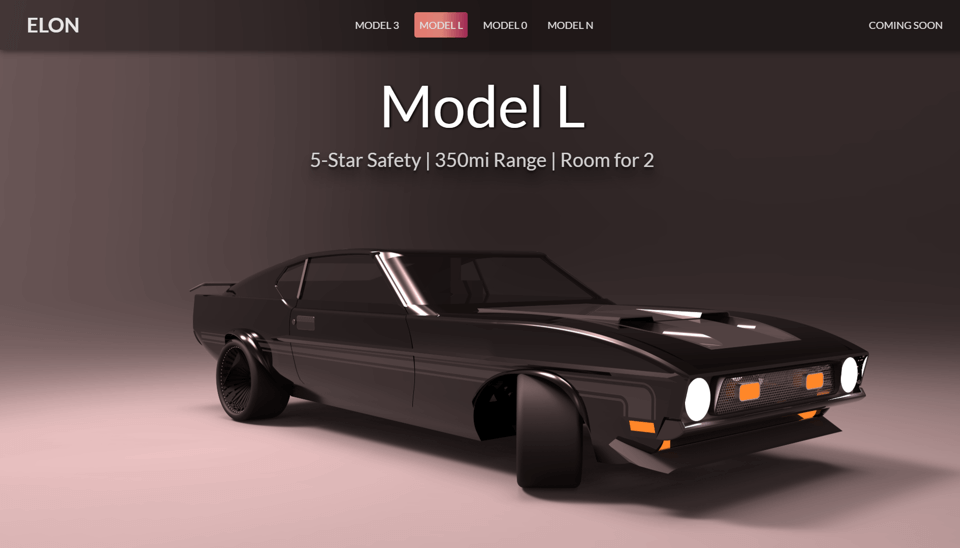 ELON
MODEL 3
MODEL L
MODEL 0
MODEL N
COMING SOON
Model L
5-Star Safety | 350mi Range | Room for 2